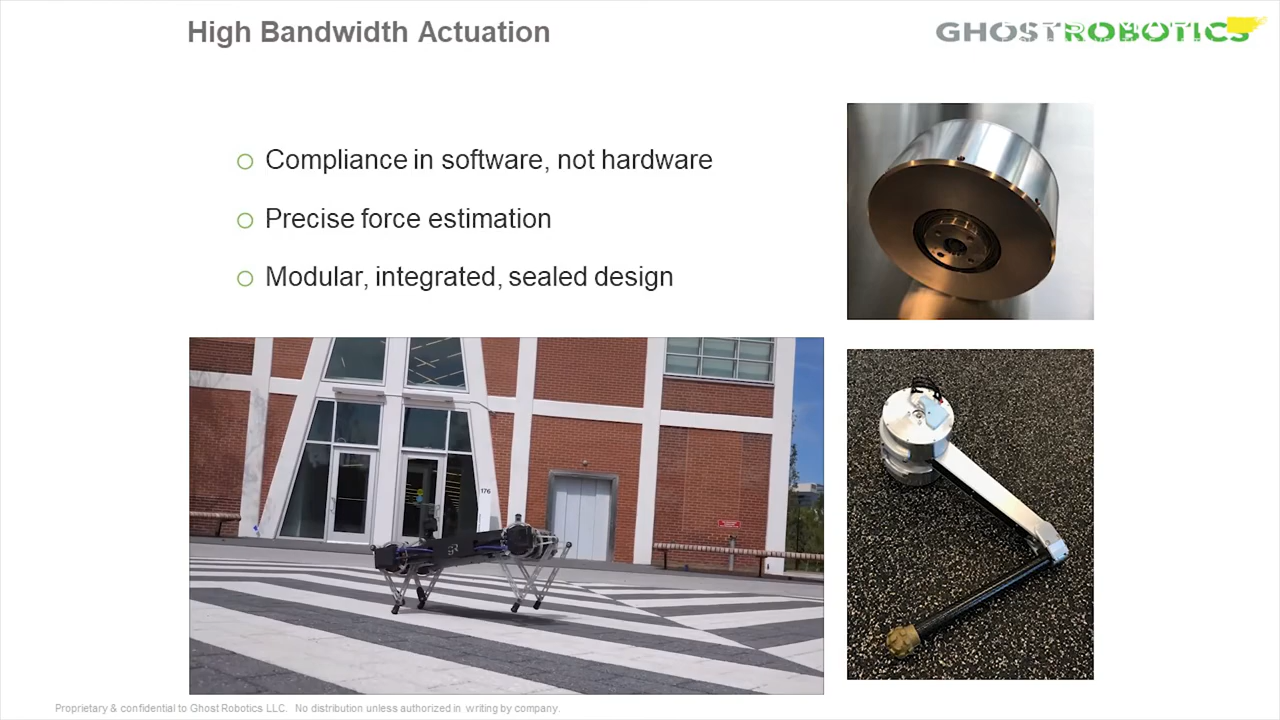 High Bandwidth Actuation
GHOSTROBOTICS
Compliance in software, not hardware
Precise force estimation
Modular, integrated, sealed design
176
Proprietary & confidential to Ghost Robotics LLC. No distribution unless authorized in writing by company.